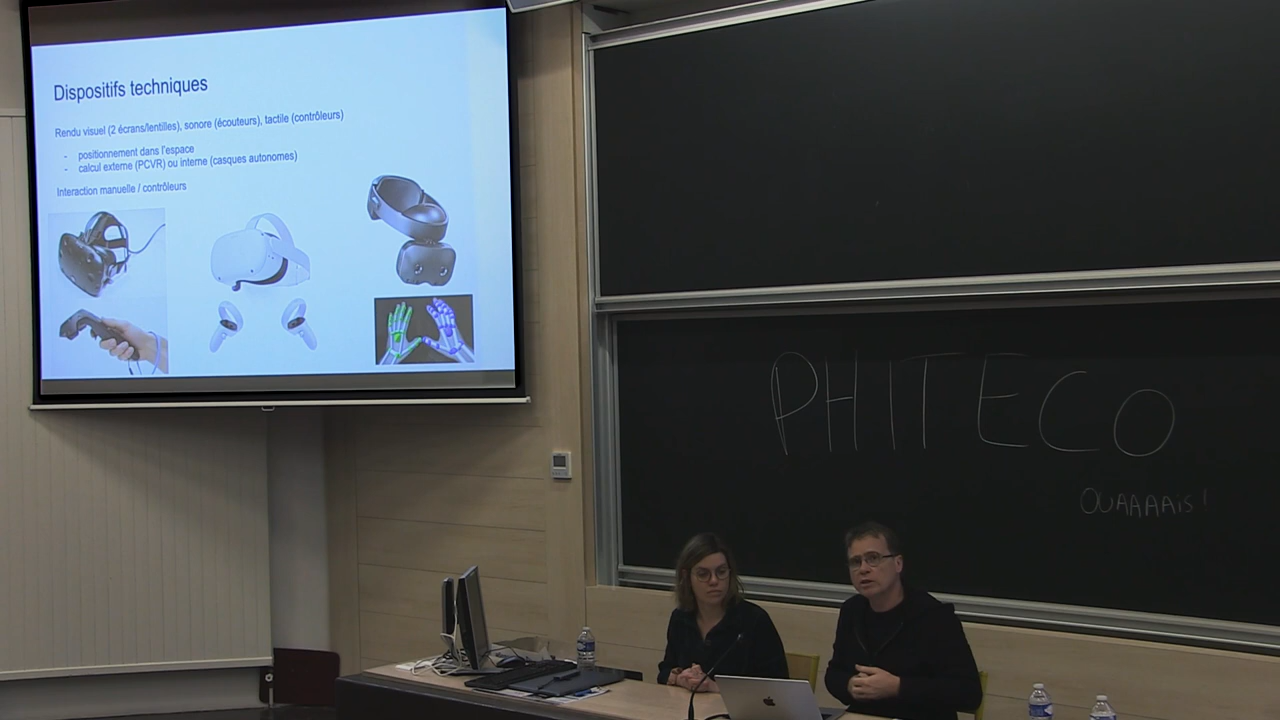 Dispositifs techniques
Rendu visuel (2 écrans/lentilles), sonore (écouteurs), tactile (contrôleurs)
- positionnement dans l'espace
- calcul externe (PCVR) ou interne (casques autonomes)
Interaction manuelle / contrôleurs
PHITECO
OUAAAAis!